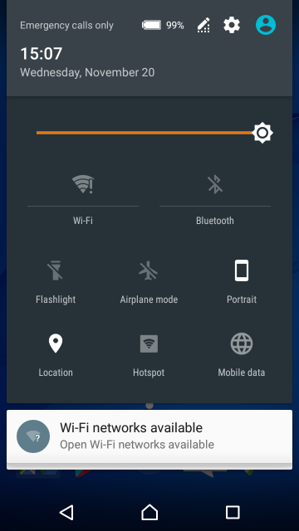 Emergency calls only
99%
15:07
Wednesday, November 20
Wi-Fi
Bluetooth
Flashlight
Airplane mode
Portrait
Location
Hotspot
Mobile data
Wi-Fi networks available
Open Wi-Fi networks available